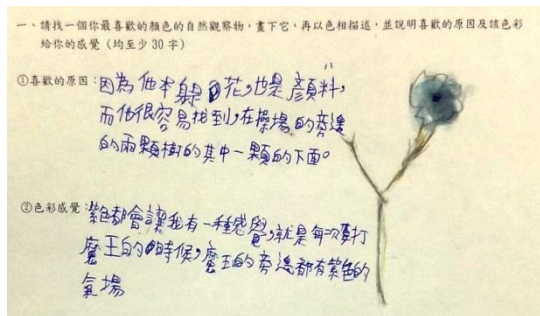 一、請找一個你最喜歡的顏色的自然觀察物，畫下它，再以色相描述，並說明喜歡的原因及該色彩
給你的感覺（均至少 30 字）
①喜歡的原因：因為他本身是花，也是顏料，
而他很容易找到，在操場的旁邊
的兩顆樹的其中一顆的下面。
②色彩感覺：紫色都會讓我有一種感覺，就是每次要打
魔王的時候，魔王的旁邊都有紫色的
氣場